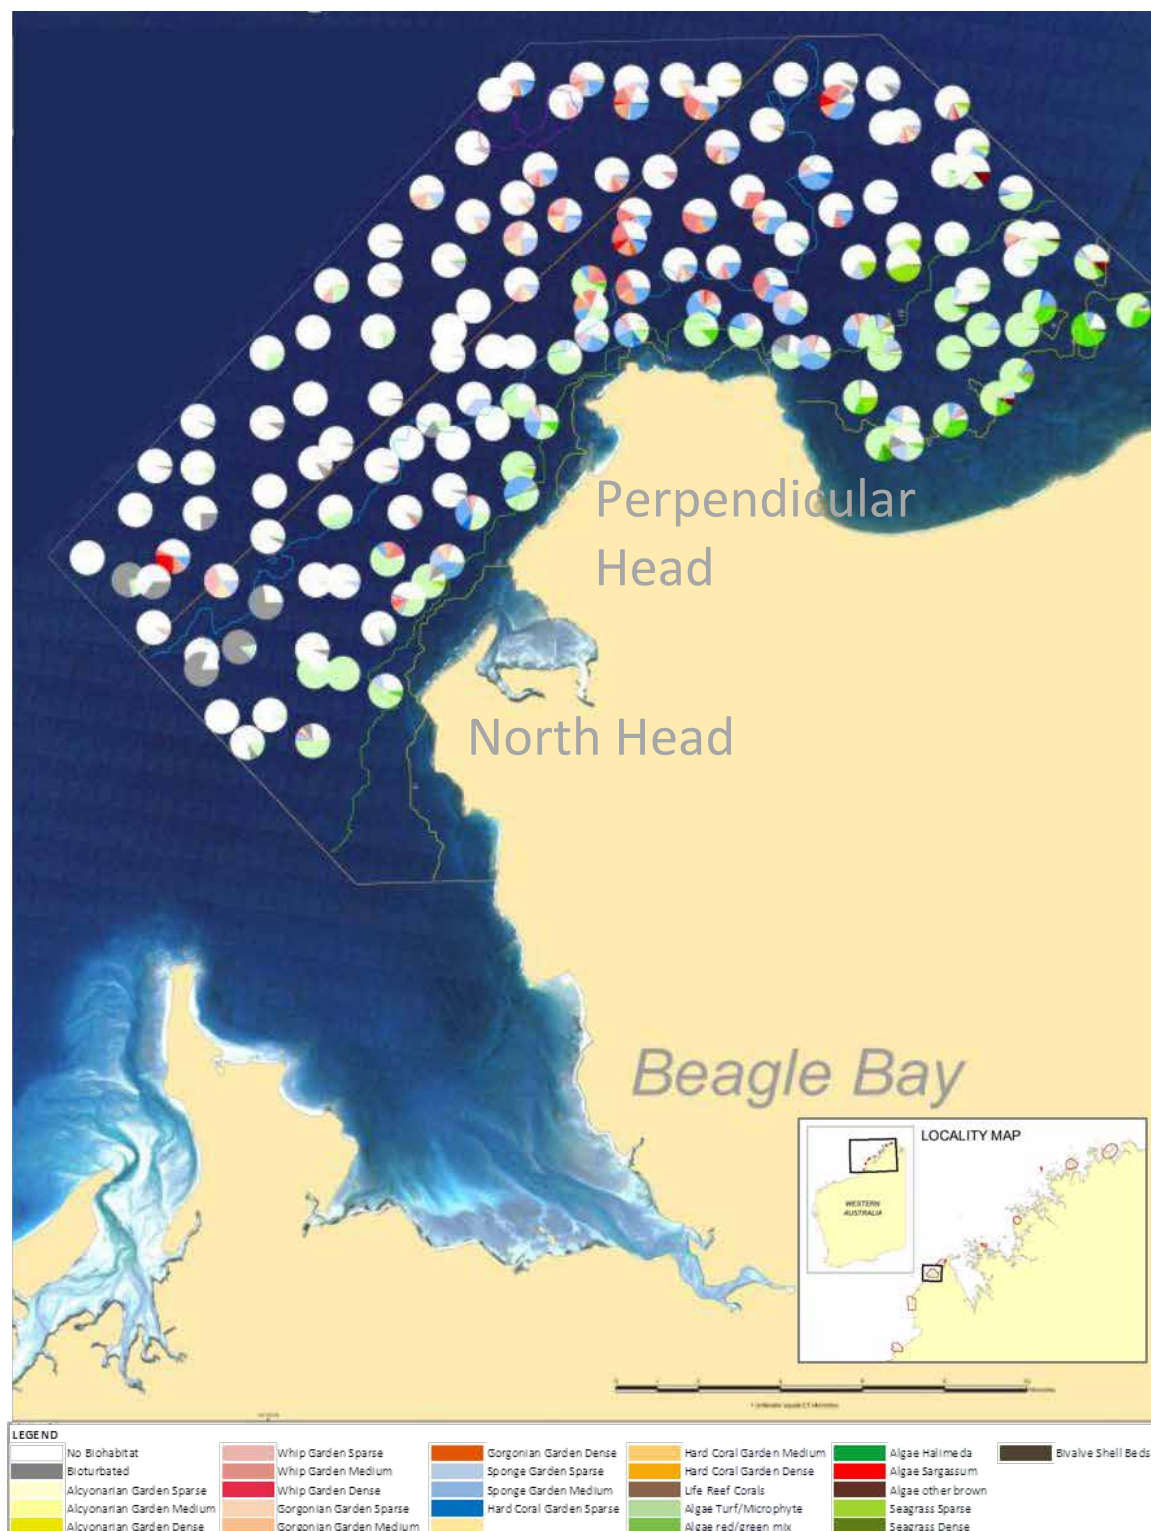 Perpendicular
Head
North Head
Beagle Bay
LOCALITY MAP
WESTERN
AUSTRALIA
LEGEND
No Biohabitat
Bioturbated
Alcyonarian Garden Sparse
Alcyonarian Garden Medium
Alcyonarian Garden Dense
Whip Garden Sparse
Whip Garden Medium
Whip Garden Dense
Gorgonian Garden Sparse
Gorgonian Garden Medium
Gorgonian Garden Dense
Sponge Garden Sparse
Sponge Garden Medium
Hard Coral Garden Sparse
Hard Coral Garden Medium
Hard Coral Garden Dense
Life Reef Corals
Algae Turf/Microphyte
Algae red/green mix
Algae Halimeda
Algae Sargassum
Algae other brown
Seagrass Sparse
Seagrass Dense
Bivalve Shell Beds